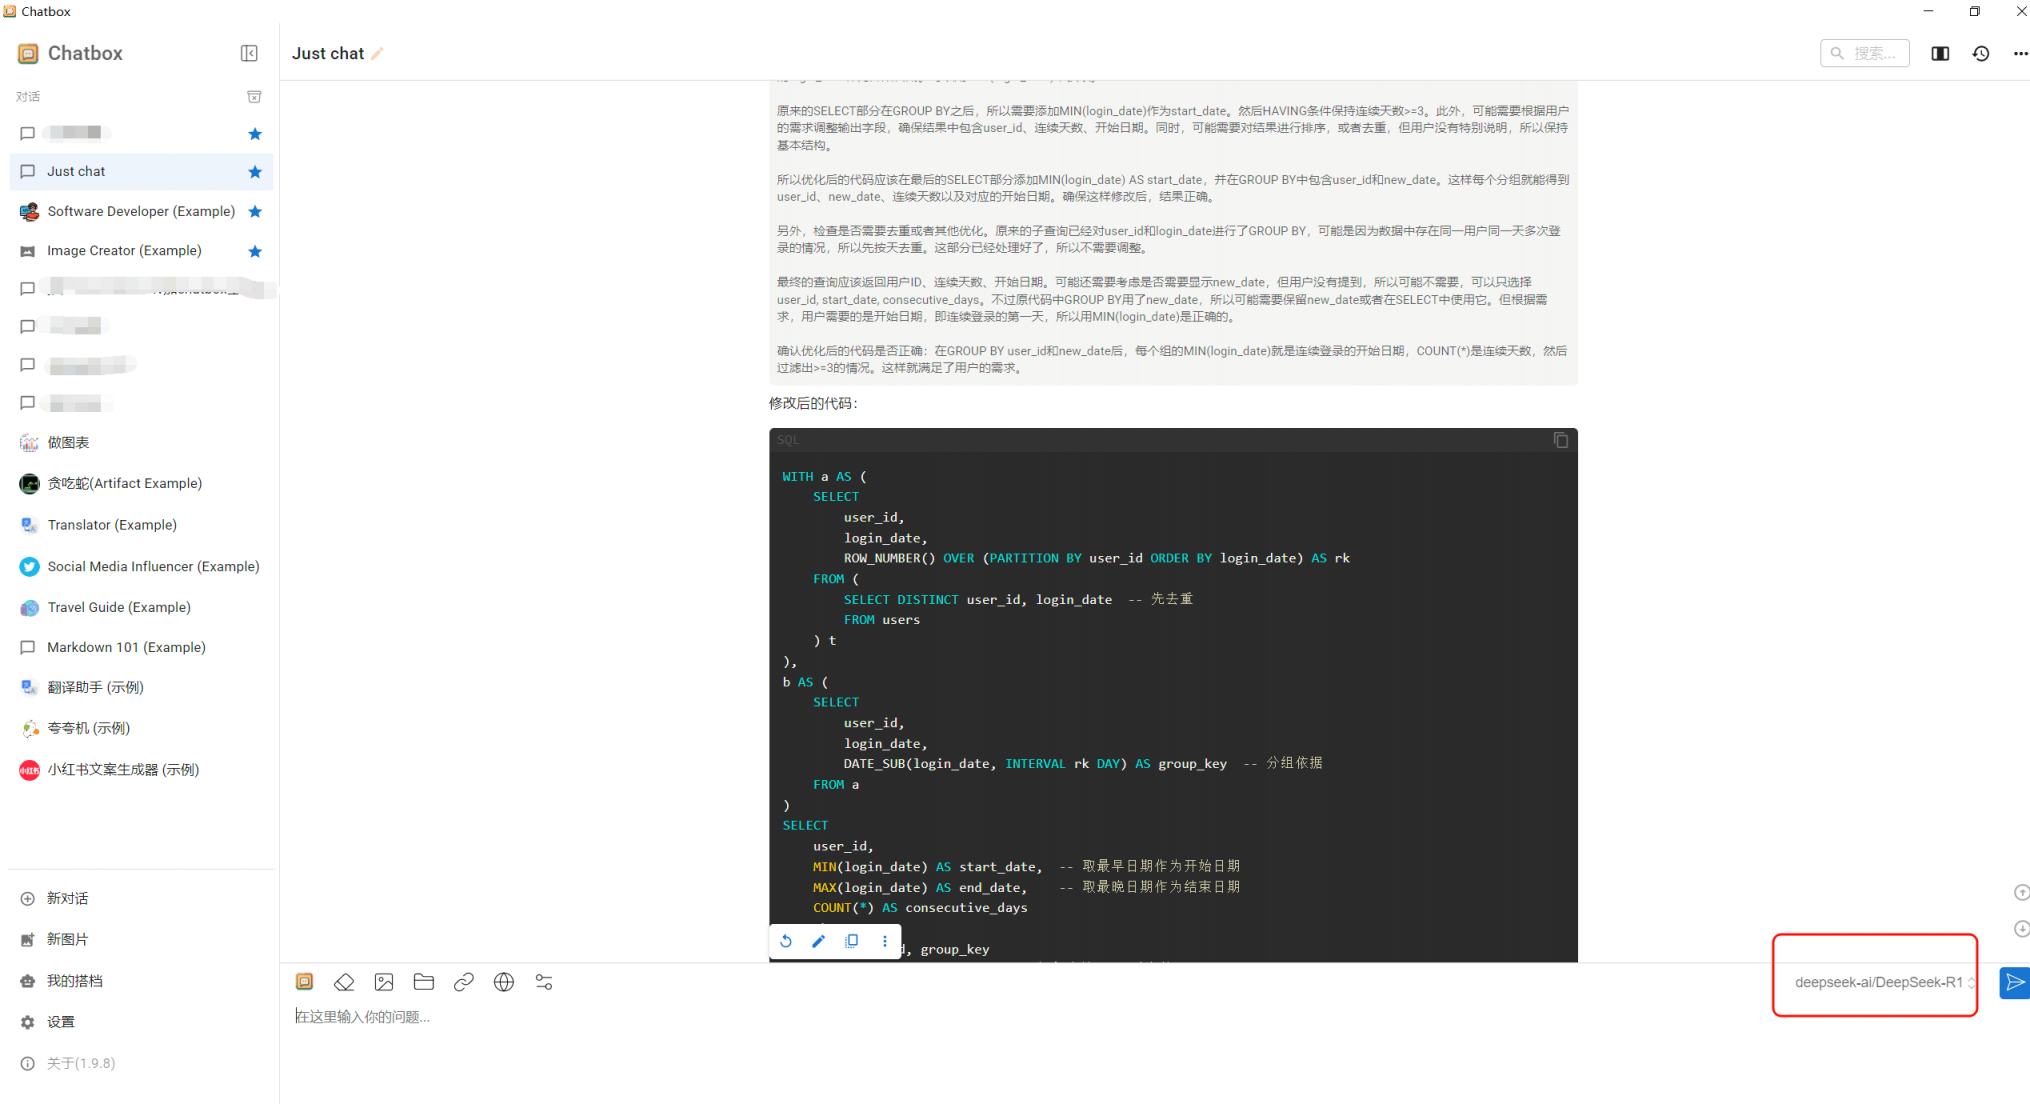 Chatbox
Chatbox
Just chat
搜索...
对话
Just chat
Software Developer (Example)
Image Creator (Example)
做图表
贪吃蛇(Artifact Example)
Translator (Example)
Social Media Influencer (Example)
Travel Guide (Example)
Markdown 101 (Example)
翻译助手 (示例)
夸夸机 (示例)
小红书文案生成器 (示例)
新对话
新图片
我的搭档
设置
关于(1.9.8)
原来的SELECT部分在GROUP BY之后，所以需要添加MIN(login_date)作为start_date。然后HAVING条件保持连续天数>=3。此外，可能需要根据用户
的需求调整输出字段，确保结果中包含user_id、连续天数、开始日期。同时，可能需要对结果进行排序，或者去重，但用户没有特别说明，所以保持
基本结构。
所以优化后的代码应该在最后的SELECT部分添加MIN(login_date) AS start_date，并在GROUP BY中包含user_id和new_date。这样每个分组就能得到
user_id、new_date、连续天数以及对应的开始日期。确保这样修改后，结果正确。
另外，检查是否需要去重或者其他优化。原来的子查询已经对user_id和login_date进行了GROUP BY，可能是因为数据中存在同一用户同一天多次登
录的情况，所以先按天去重。这部分已经处理好了，所以不需要调整。
最终的查询应该返回用户ID、连续天数、开始日期。可能还需要考虑是否需要显示new_date，但用户没有提到，所以可能不需要，可以只选择
user_id, start_date, consecutive_days。不过原代码中GROUP BY用了new_date，所以可能需要保留new_date或者在SELECT中使用它。但根据需
求，用户需要的是开始日期，即连续登录的第一天，所以用MIN(login_date)是正确的。
确认优化后的代码是否正确：在GROUP BY user_id和new_date后，每个组的MIN(login_date)就是连续登录的开始日期，COUNT(*)是连续天数，然后
过滤出>=3的情况。这样就满足了用户的需求。
修改后的代码：
SQL
WITH a AS (
SELECT
user_id,
login_date,
ROW_NUMBER() OVER (PARTITION BY user_id ORDER BY login_date) AS rk
FROM (
SELECT DISTINCT user_id, login_date -- 先去重
FROM users
) t
),
b AS (
SELECT
user_id,
login_date,
DATE_SUB(login_date, INTERVAL rk DAY) AS group_key -- 分组依据
FROM a
)
SELECT
user_id,
MIN(login_date) AS start_date, -- 取最早日期作为开始日期
MAX(login_date) AS end_date, -- 取最晚日期作为结束日期
COUNT(*) AS consecutive_days
d, group_key
deepseek-ai/DeepSeek-R1
在这里输入你的问题...